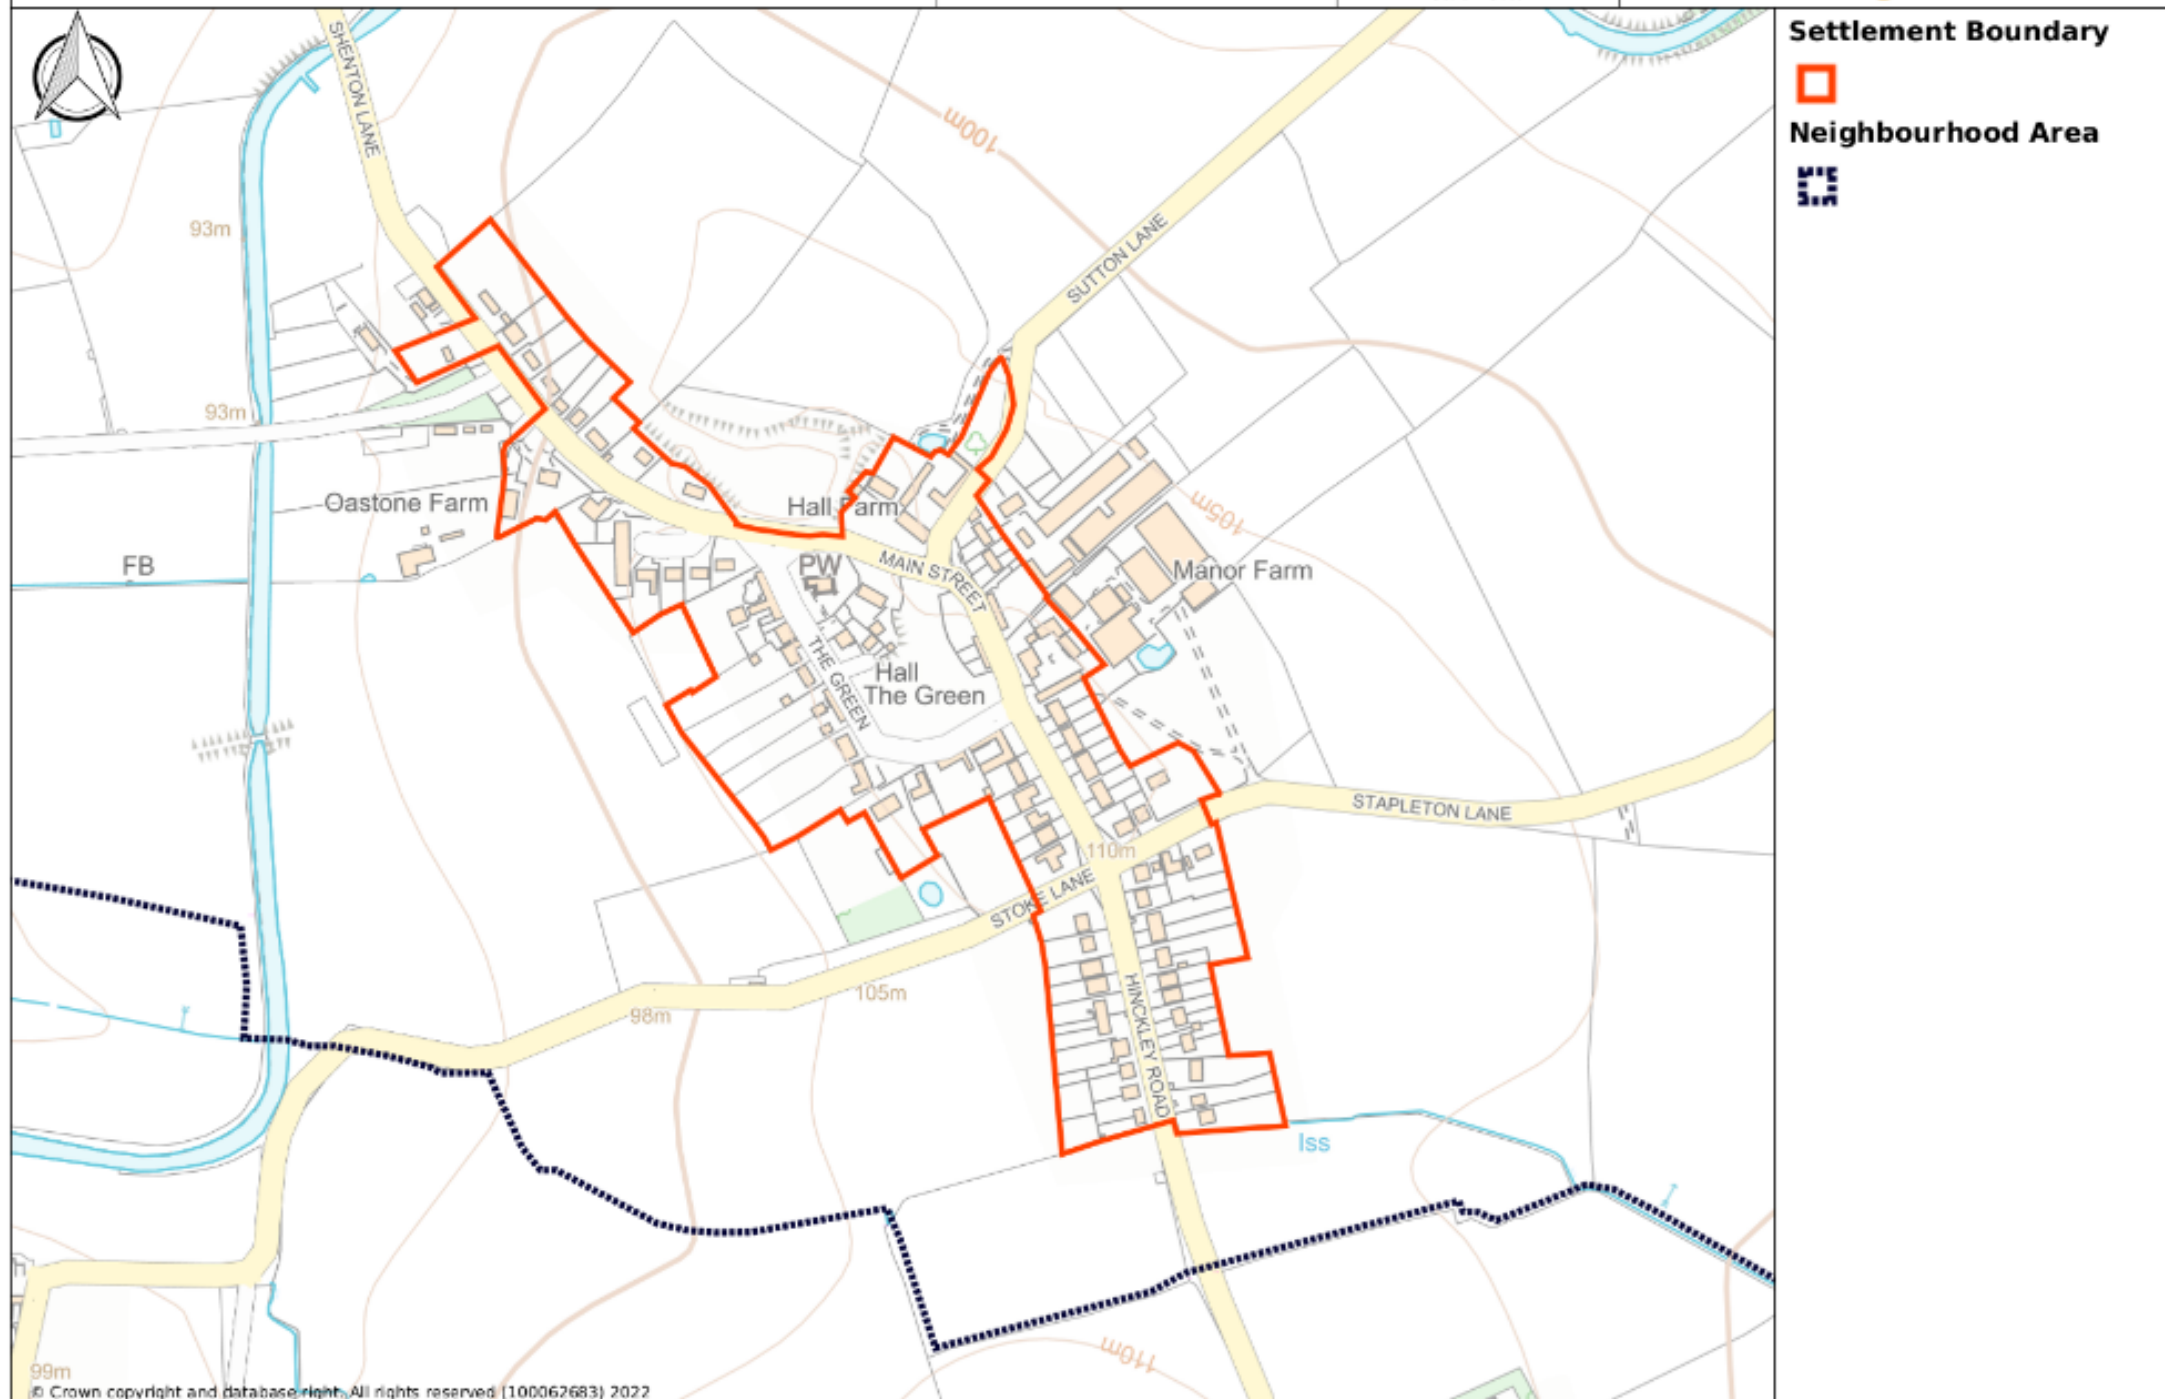 Settlement Boundary
Neighbourhood Area
SHENTON LANE
100m
93m
SUTTON LANE
93m
Oastone Farm
Hall Farm
105m
FB
PW
MAIN STREET
Manor Farm
THE GREEN
Hall
The Green
STAPLETON LANE
110m
STOKE LANE
105m
98m
HINCKLEY ROAD
Iss
110m
99m
© Crown copyright and database right. All rights reserved (100062683) 2022